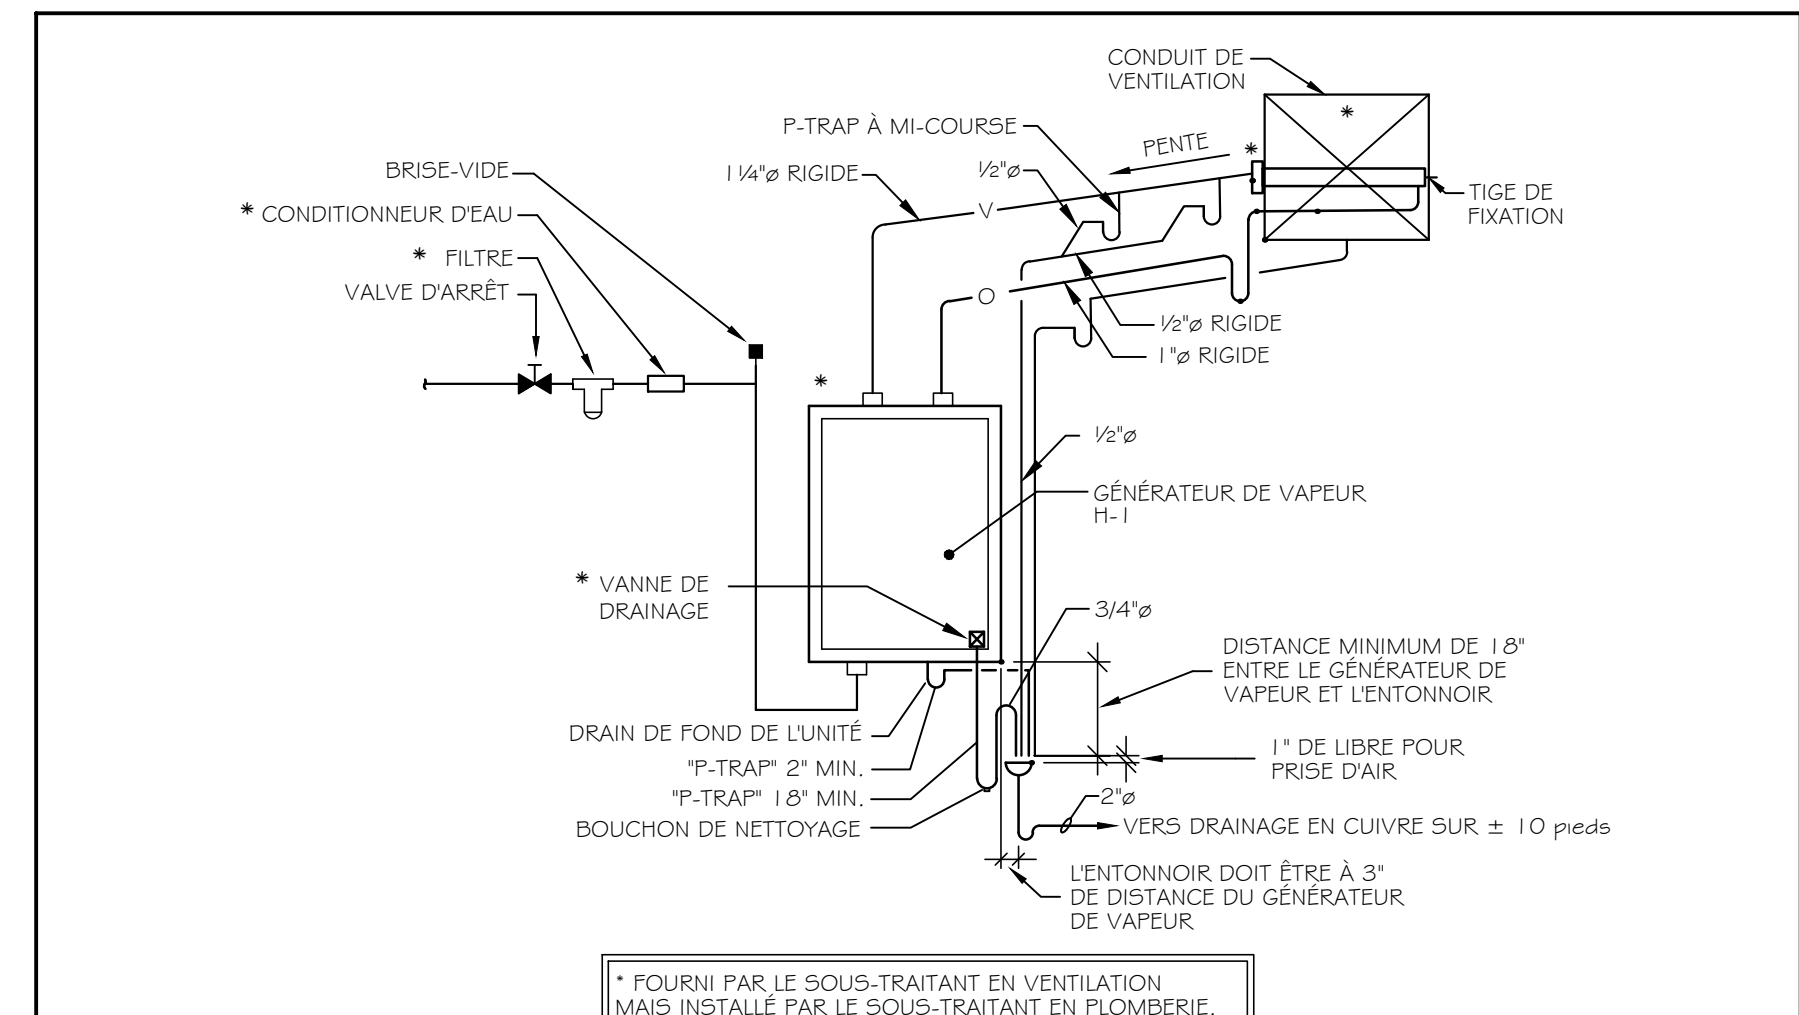 CONDUIT DE
VENTILATION
*
P-TRAP À MI-COURSE
PENTE
*
BRISE-VIDE
1 1/4"ø RIGIDE
1/2"ø
TIGE DE
FIXATION
* CONDITIONNEUR D'EAU
V
* FILTRE
VALVE D'ARRÊT
O
1/2"ø RIGIDE
1"ø RIGIDE
*
1/2"ø
GÉNÉRATEUR DE VAPEUR
H-1
* VANNE DE
DRAINAGE
3/4"ø
DISTANCE MINIMUM DE 18"
ENTRE LE GÉNÉRATEUR DE
VAPEUR ET L'ENTONNOIR
DRAIN DE FOND DE L'UNITÉ
1" DE LIBRE POUR
PRISE D'AIR
"P-TRAP" 2" MIN.
"P-TRAP" 18" MIN.
2"ø
BOUCHON DE NETTOYAGE
VERS DRAINAGE EN CUIVRE SUR ± 10 pieds
L'ENTONNOIR DOIT ÊTRE À 3"
DE DISTANCE DU GÉNÉRATEUR
DE VAPEUR
* FOURNI PAR LE SOUS-TRAITANT EN VENTILATION
MAIS INSTALLÉ PAR LE SOUS-TRAITANT EN PLOMBERIE.